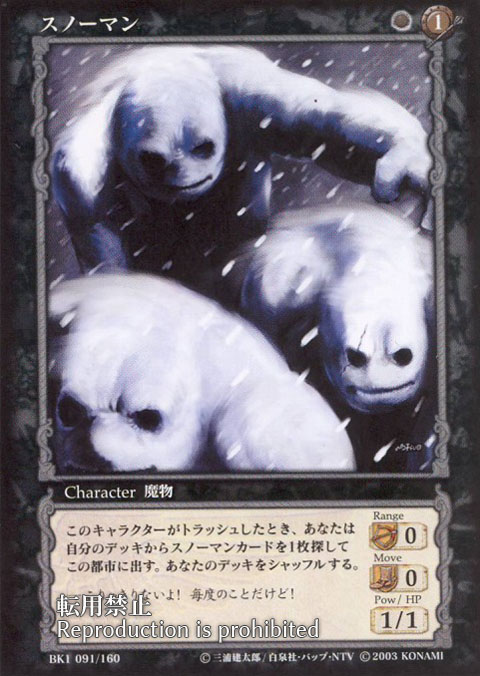 スノーマン
1
Character 魔物
このキャラクターがトラッシュしたとき、あなたは
自分のデッキからスノーマンカードを1枚探して
この都市に出す。あなたのデッキをシャッフルする。
ないよ! 毎度のことだけど!
Range
0
Move
0
Pow/ HP
1/1
転用禁止
Reproduction is prohibited
BK1 091/160
© 三浦建太郎/白泉社・バップ・NTV © 2003 KONAMI